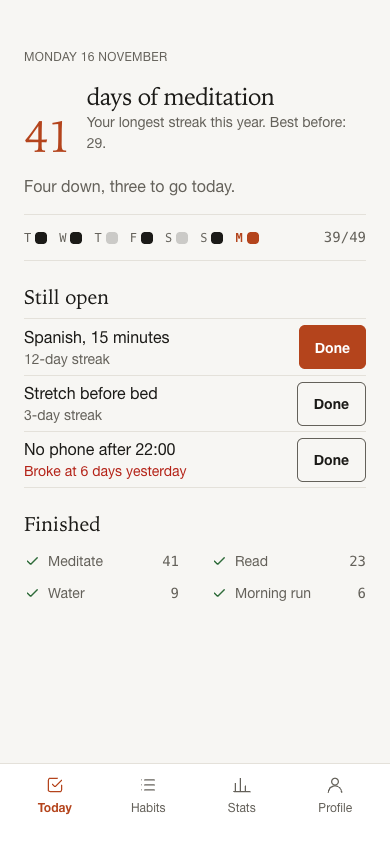 MONDAY 16 NOVEMBER
41
days of meditation
Your longest streak this year. Best before:
29.
Four down, three to go today.
T W T F S S M 39/49
Still open
Spanish, 15 minutes
12-day streak
Done
Stretch before bed
3-day streak
Done
No phone after 22:00
Broke at 6 days yesterday
Done
Finished
Meditate 41 Read 23
Water 9 Morning run 6
Today Habits Stats Profile